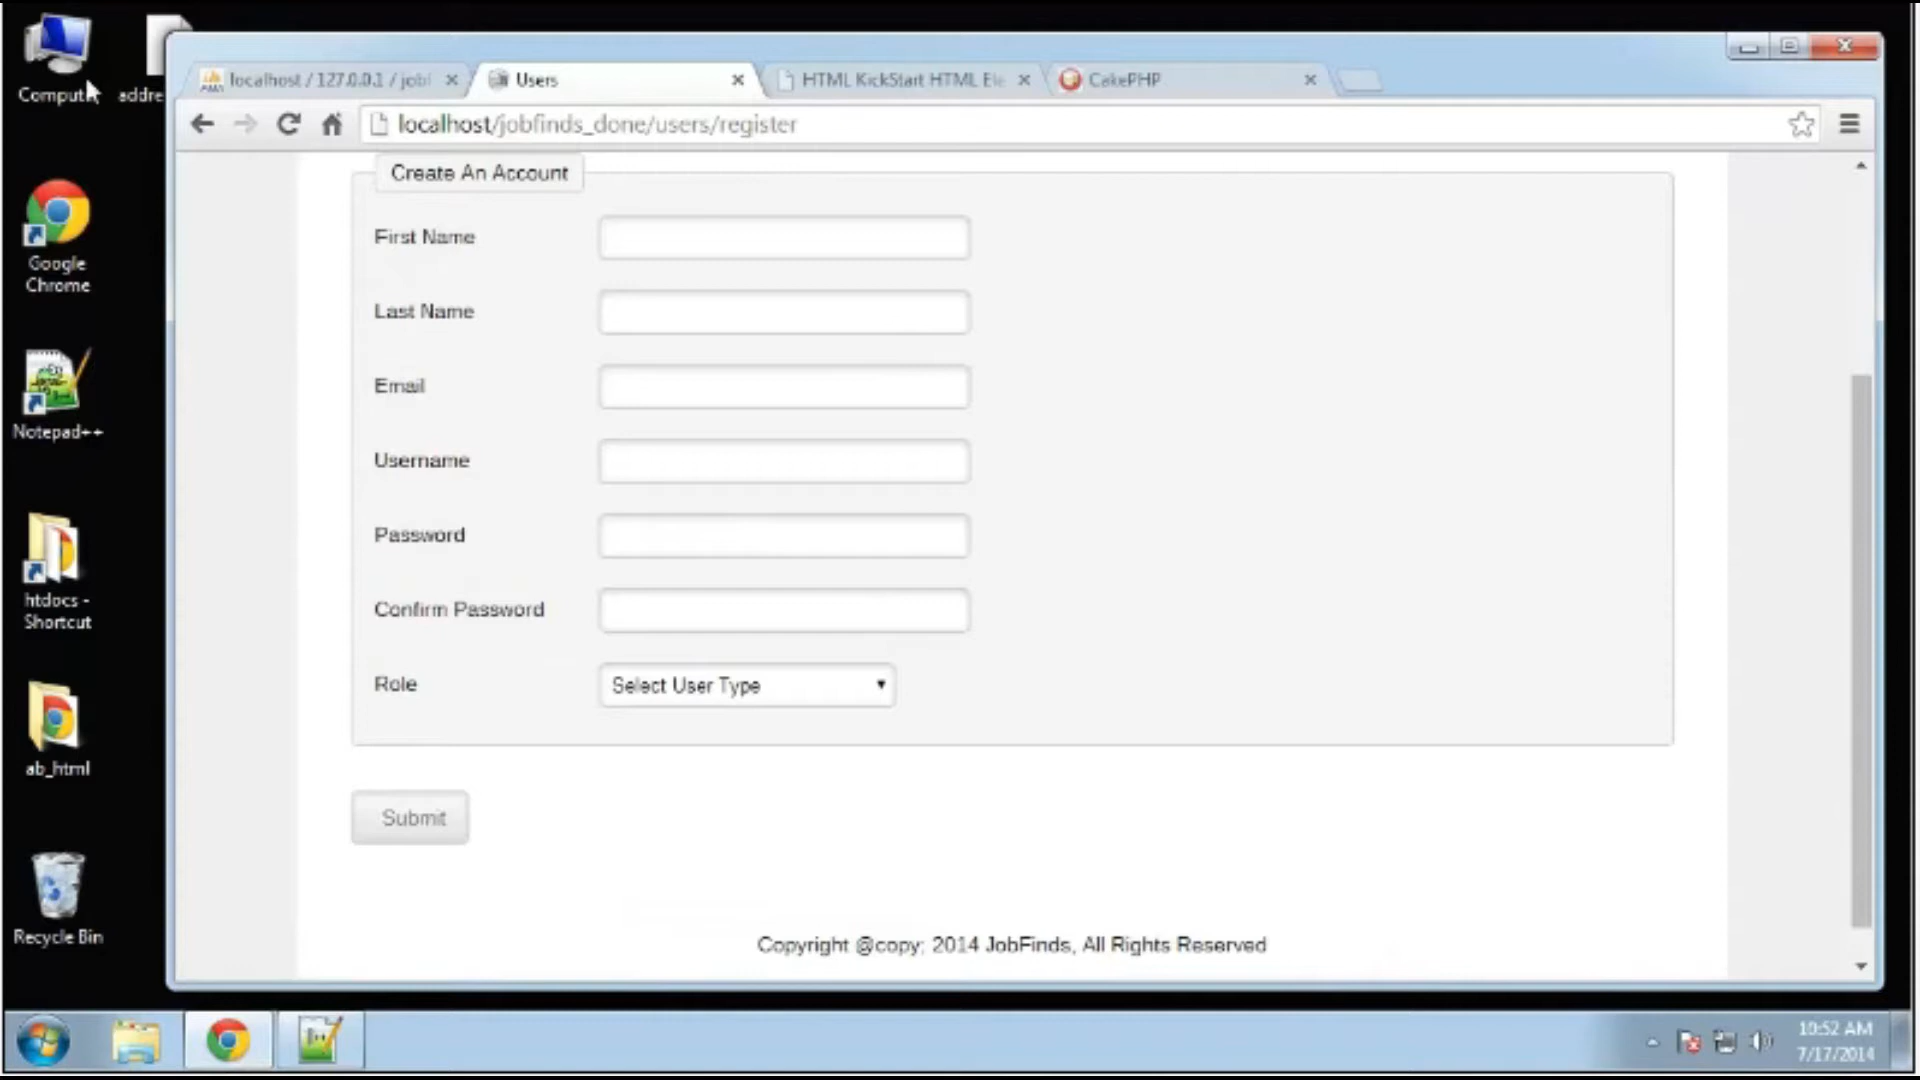 Computer
addre
localhost / 127.0.0.1 / jobf
Users
HTML KickStart HTML Ele
CakePHP
localhost/jobfinds_done/users/register
Create An Account
First Name
Last Name
Email
Username
Password
Confirm Password
Role
Select User Type
Submit
Copyright @copy; 2014 JobFinds, All Rights Reserved
Google
Chrome
Notepad++
htdocs -
Shortcut
ab_html
Recycle Bin
10:52 AM
7/17/2014